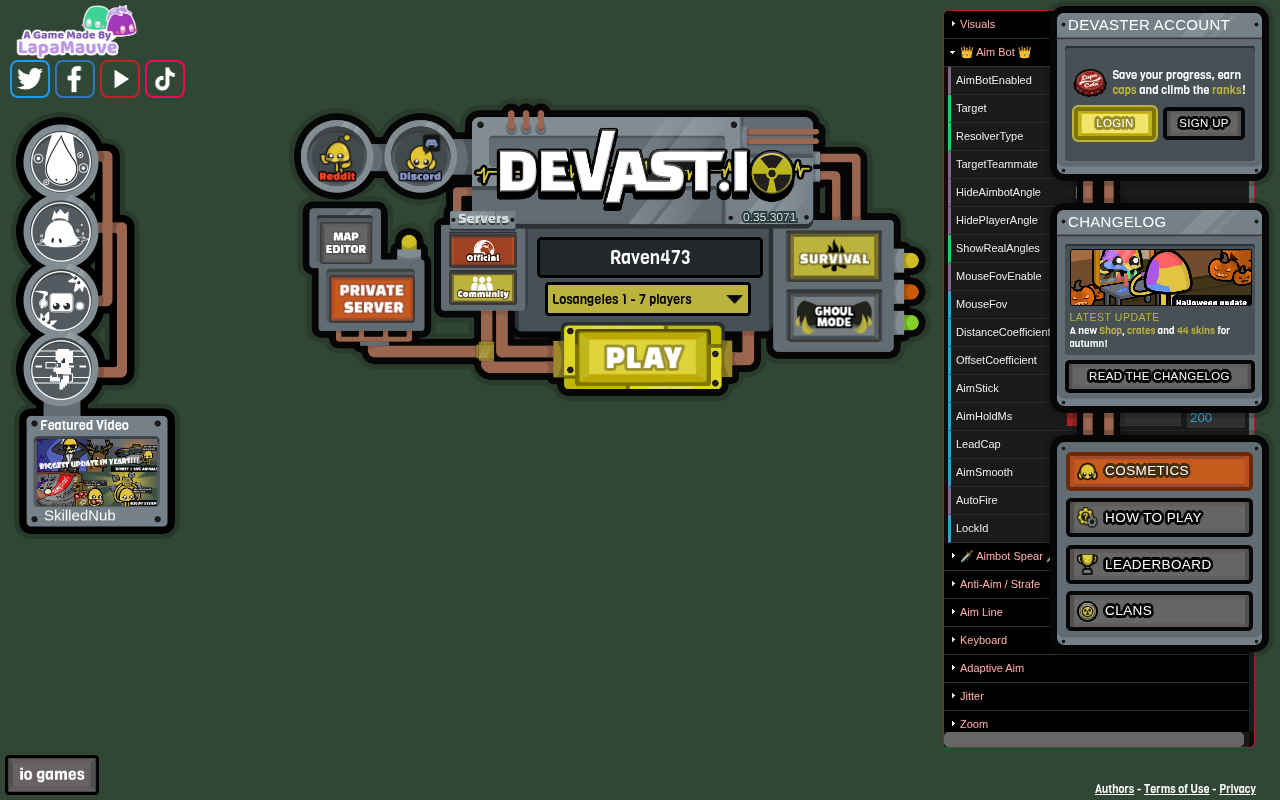 A Game Made By
LapaMauve
Reddit
Discord
DEVAST.IO
0.35.3071
MAP
EDITOR
PRIVATE
SERVER
Servers
Official
Community
Raven473
Losangeles 1 - 7 players
PLAY
SURVIVAL
GHOUL
MODE
Featured Video
BIGGEST UPDATE IN YEARS!!!
SkilledNub
io games
Visuals
👑 Aim Bot 👑
AimBotEnabled
Target
ResolverType
TargetTeammate
HideAimbotAngle
HidePlayerAngle
ShowRealAngles
MouseFovEnable
MouseFov
DistanceCoefficient
OffsetCoefficient
AimStick
AimHoldMs
200
LeadCap
AimSmooth
AutoFire
LockId
🗡️ Aimbot Spear
Anti-Aim / Strafe
Aim Line
Keyboard
Adaptive Aim
Jitter
Zoom
DEVASTER ACCOUNT
Save your progress, earn
caps and climb the ranks!
LOGIN
SIGN UP
CHANGELOG
Halloween update
LATEST UPDATE
A new Shop, crates and 44 skins for
autumn!
READ THE CHANGELOG
COSMETICS
HOW TO PLAY
LEADERBOARD
CLANS
Authors - Terms of Use - Privacy